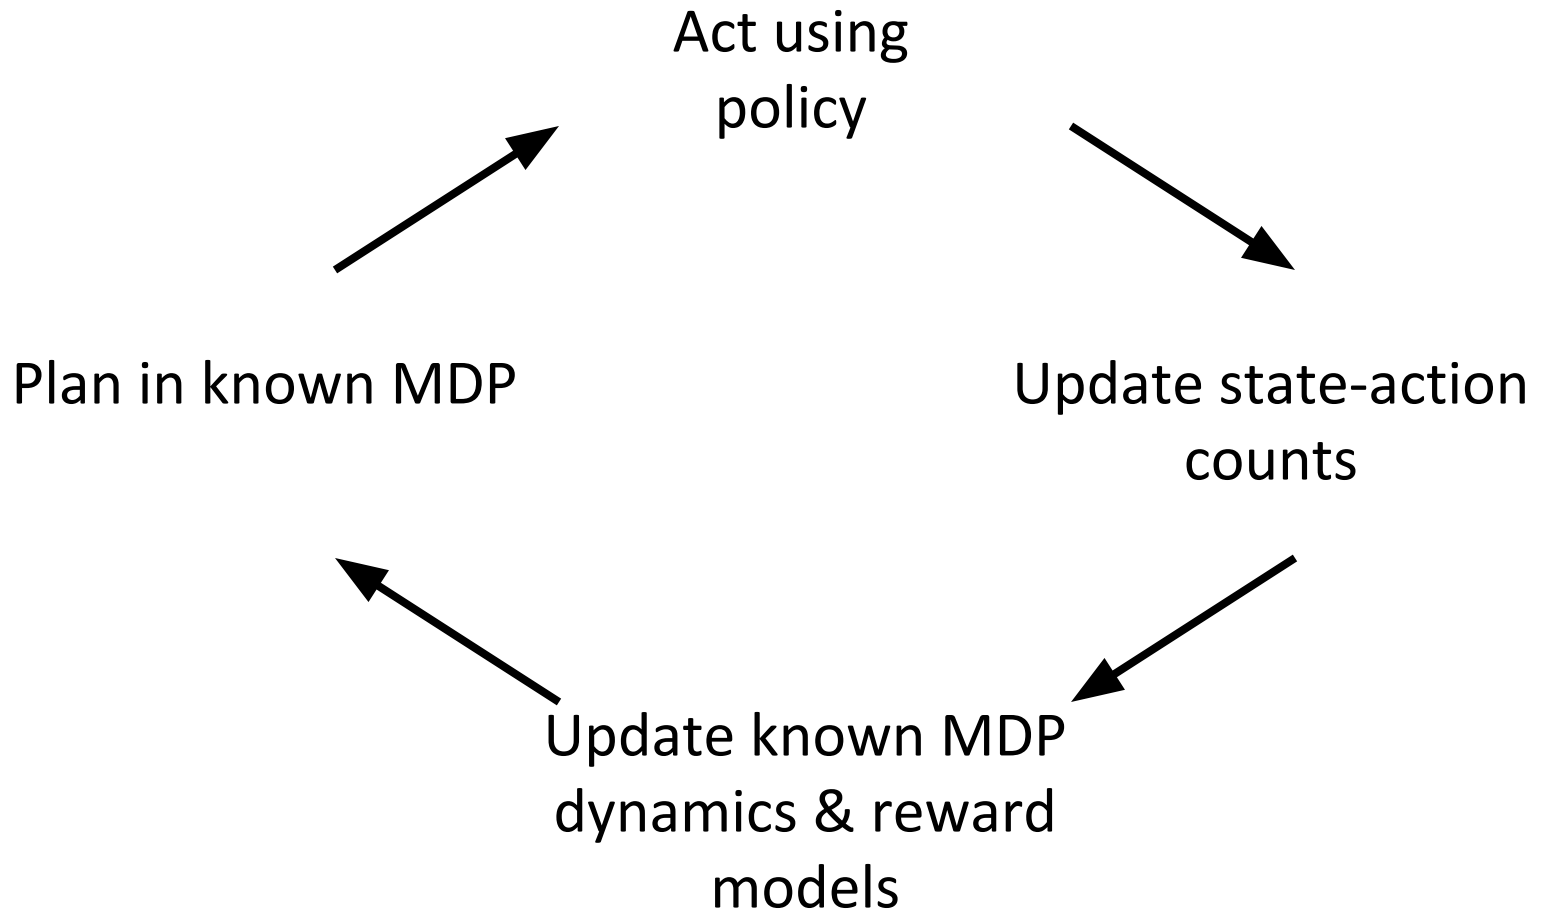 Act using
policy
Plan in known MDP
Update state-action
counts
Update known MDP
dynamics & reward
models